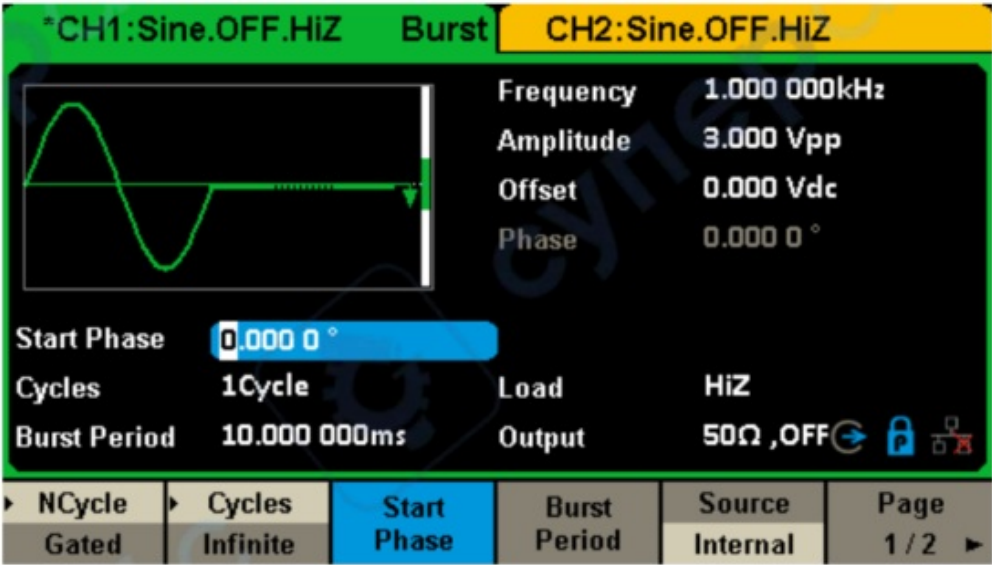 *CH1:Sine.OFF.HiZ Burst CH2:Sine.OFF.HiZ
Frequency 1.000 000kHz
Amplitude 3.000 Vpp
Offset 0.000 Vdc
Phase 0.000 0 °
Start Phase 0.000 0 °
Cycles 1Cycle Load HiZ
Burst Period 10.000 000ms Output 50Ω ,OFF P
NCycle Cycles Start Burst Source Page
Gated Infinite Phase Period Internal 1/2